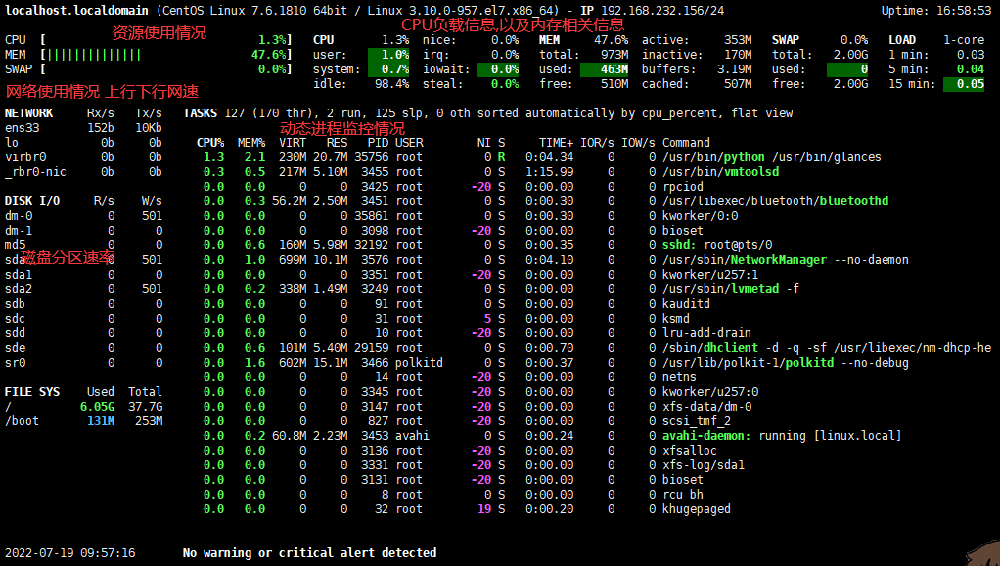 localhost.localdomain (CentOS Linux 7.6.1810 64bit / Linux 3.10.0-957.el7.x86_64) - IP 192.168.232.156/24 Uptime: 16:58:53
资源使用情况 CPU负载信息,以及内存相关信息
CPU [ 1.3%] CPU 1.3% nice: 0.0% MEM 47.6% active: 353M SWAP 0.0% LOAD 1-core
MEM [|||||||||||||| 47.6%] user: 1.0% irq: 0.0% total: 973M inactive: 170M total: 2.00G 1 min: 0.03
SWAP [ 0.0%] system: 0.7% iowait: 0.0% used: 463M buffers: 3.19M used: 0 5 min: 0.04
idle: 98.4% steal: 0.0% free: 510M cached: 507M free: 2.00G 15 min: 0.05
网络使用情况 上行下行网速
NETWORK Rx/s Tx/s TASKS 127 (170 thr), 2 run, 125 slp, 0 oth sorted automatically by cpu_percent, flat view
ens33 152b 10Kb 动态进程监控情况
lo 0b 0b CPU% MEM% VIRT RES PID USER NI S TIME+ IOR/s IOW/s Command
virbr0 0b 0b 1.3 2.1 230M 20.7M 35756 root 0 R 0:04.34 0 0 /usr/bin/python /usr/bin/glances
_rbr0-nic 0b 0b 0.3 0.5 217M 5.10M 3455 root 0 S 1:15.99 0 0 /usr/bin/vmtoolsd
0.0 0.0 0 0 3425 root -20 S 0:00.00 0 0 rpciod
DISK I/O R/s W/s 0.0 0.3 56.2M 2.50M 3451 root 0 S 0:00.30 0 0 /usr/libexec/bluetooth/bluetoothd
dm-0 0 501 0.0 0.0 0 0 35861 root 0 S 0:00.30 0 0 kworker/0:0
dm-1 0 0 0.0 0.0 0 0 3098 root -20 S 0:00.00 0 0 bioset
md5 0 0 0.0 0.6 160M 5.98M 32192 root 0 S 0:00.35 0 0 sshd: root@pts/0
磁盘分区速率
sda 0 501 0.0 1.0 699M 10.1M 3576 root 0 S 0:04.10 0 0 /usr/sbin/NetworkManager --no-daemon
sda1 0 0 0.0 0.0 0 0 3351 root -20 S 0:00.00 0 0 kworker/u257:1
sda2 0 501 0.0 0.2 338M 1.49M 3249 root 0 S 0:00.00 0 0 /usr/sbin/lvmetad -f
sdb 0 0 0.0 0.0 0 0 91 root 0 S 0:00.00 0 0 kauditd
sdc 0 0 0.0 0.0 0 0 31 root 5 S 0:00.00 0 0 ksmd
sdd 0 0 0.0 0.0 0 0 10 root -20 S 0:00.00 0 0 lru-add-drain
sde 0 0 0.0 0.6 101M 5.40M 29159 root 0 S 0:00.70 0 0 /sbin/dhclient -d -q -sf /usr/libexec/nm-dhcp-he
sr0 0 0 0.0 1.6 602M 15.1M 3466 polkitd 0 S 0:00.37 0 0 /usr/lib/polkit-1/polkitd --no-debug
0.0 0.0 0 0 14 root -20 S 0:00.00 0 0 netns
FILE SYS Used Total 0.0 0.0 0 0 3345 root -20 S 0:00.00 0 0 kworker/u257:0
/ 6.05G 37.7G 0.0 0.0 0 0 3147 root -20 S 0:00.00 0 0 xfs-data/dm-0
/boot 131M 253M 0.0 0.0 0 0 827 root -20 S 0:00.00 0 0 scsi_tmf_2
0.0 0.2 60.8M 2.23M 3453 avahi 0 S 0:00.24 0 0 avahi-daemon: running [linux.local]
0.0 0.0 0 0 3136 root -20 S 0:00.00 0 0 xfsalloc
0.0 0.0 0 0 3331 root -20 S 0:00.00 0 0 xfs-log/sda1
0.0 0.0 0 0 3131 root -20 S 0:00.00 0 0 bioset
0.0 0.0 0 0 8 root 0 S 0:00.00 0 0 rcu_bh
0.0 0.0 0 0 32 root 19 S 0:00.20 0 0 khugepaged
2022-07-19 09:57:16 No warning or critical alert detected